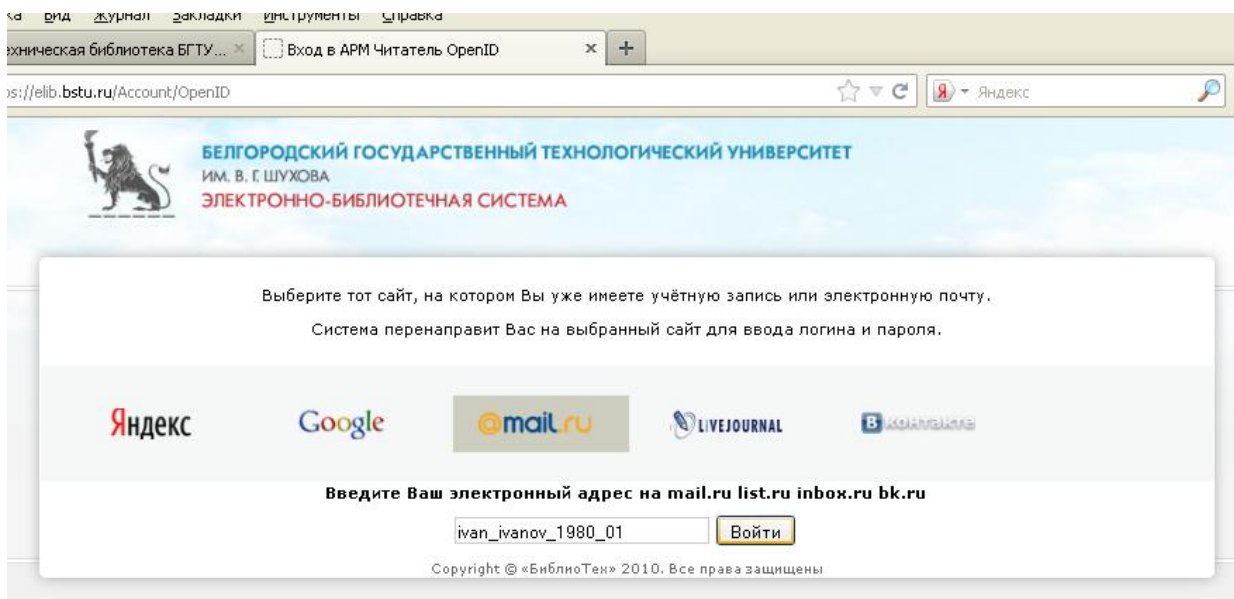 Вид Журнал Закладки Инструменты Справка
ехническая библиотека БГТУ... × Вход в АРМ Читатель OpenID × +
ps://elib.bstu.ru/Account/OpenID Я Яндекс
БЕЛГОРОДСКИЙ ГОСУДАРСТВЕННЫЙ ТЕХНОЛОГИЧЕСКИЙ УНИВЕРСИТЕТ
ИМ. В. Г. ШУХОВА
ЭЛЕКТРОННО-БИБЛИОТЕЧНАЯ СИСТЕМА
Выберите тот сайт, на котором Вы уже имеете учётную запись или электронную почту.
Система перенаправит Вас на выбранный сайт для ввода логина и пароля.
Яндекс Google @mail.ru LIVEJOURNAL В контакте
Введите Ваш электронный адрес на mail.ru list.ru inbox.ru bk.ru
ivan_ivanov_1980_01 Войти
Copyright © «БиблиоТех» 2010. Все права защищены